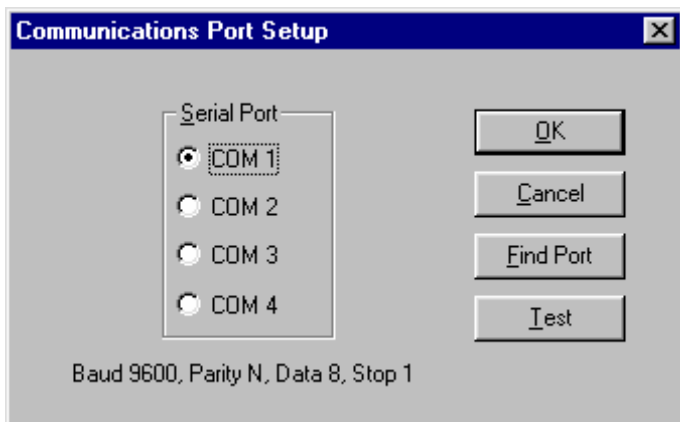 Communications Port Setup
Serial Port
COM 1
COM 2
COM 3
COM 4
OK
Cancel
Find Port
Test
Baud 9600, Parity N, Data 8, Stop 1